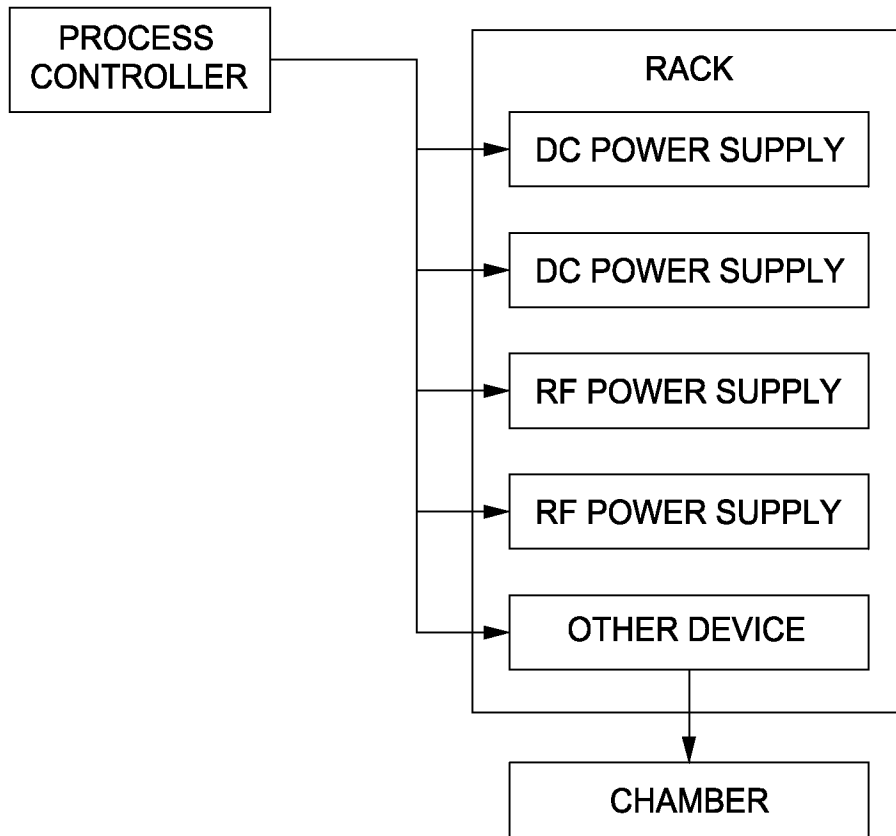 PROCESS
CONTROLLER
RACK
DC POWER SUPPLY
DC POWER SUPPLY
RF POWER SUPPLY
RF POWER SUPPLY
OTHER DEVICE
CHAMBER